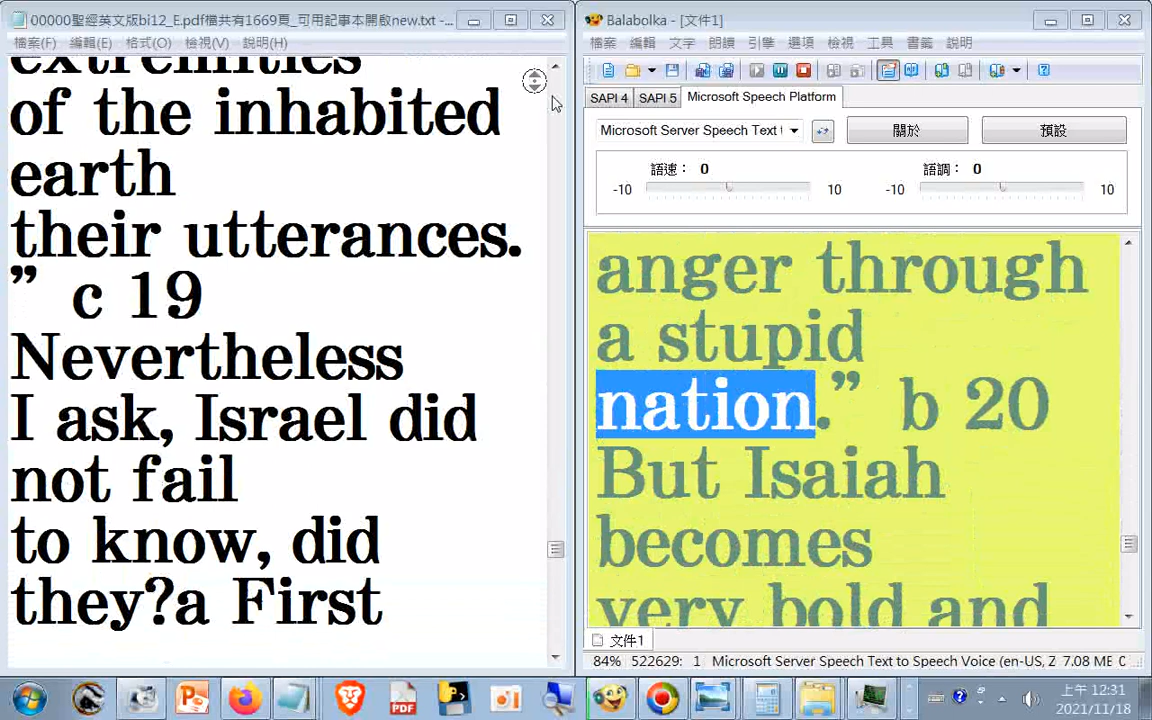 00000聖經英文版bi12_E.pdf檔共有1669頁_可用記事本開啟new.txt -...
檔案(F) 編輯(E) 格式(O) 檢視(V) 說明(H)
extremities
of the inhabited
earth
their utterances.
” c 19
Nevertheless
I ask, Israel did
not fail
to know, did
they?a First
Balabolka - [文件1]
檔案 編輯 文字 朗讀 引擎 選項 檢視 工具 書籤 說明
SAPI 4 SAPI 5 Microsoft Speech Platform
Microsoft Server Speech Text t
關於 預設
語速： 0 語調： 0
-10 10 -10 10
anger through
a stupid
nation.” b 20
But Isaiah
becomes
very bold and
文件1
84% 522629: 1 Microsoft Server Speech Text to Speech Voice (en-US, Z 7.08 ME C
PDF
上午 12:31
2021/11/18